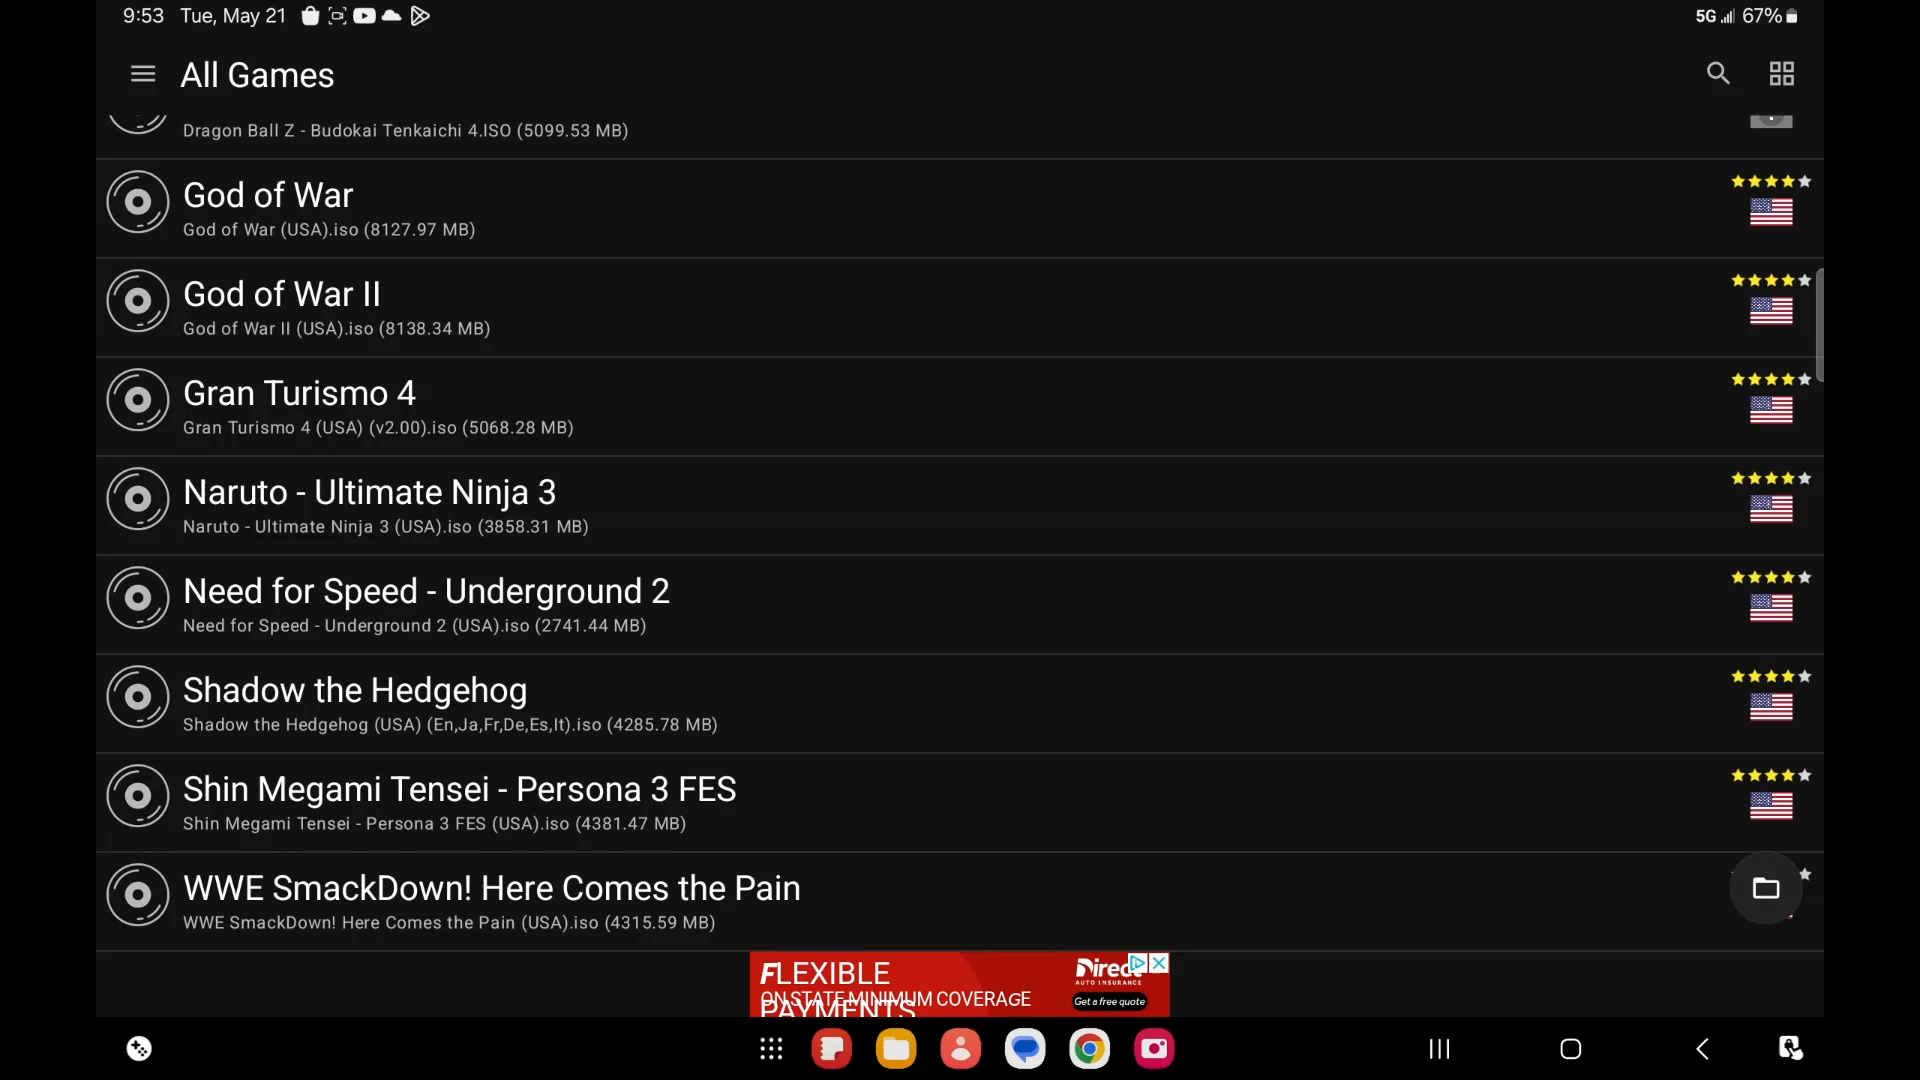 9:53 Tue, May 21
5G 67%
All Games
Dragon Ball Z - Budokai Tenkaichi 4.ISO (5099.53 MB)
God of War
God of War (USA).iso (8127.97 MB)
God of War II
God of War II (USA).iso (8138.34 MB)
Gran Turismo 4
Gran Turismo 4 (USA) (v2.00).iso (5068.28 MB)
Naruto - Ultimate Ninja 3
Naruto - Ultimate Ninja 3 (USA).iso (3858.31 MB)
Need for Speed - Underground 2
Need for Speed - Underground 2 (USA).iso (2741.44 MB)
Shadow the Hedgehog
Shadow the Hedgehog (USA) (En,Ja,Fr,De,Es,It).iso (4285.78 MB)
Shin Megami Tensei - Persona 3 FES
Shin Megami Tensei - Persona 3 FES (USA).iso (4381.47 MB)
WWE SmackDown! Here Comes the Pain
WWE SmackDown! Here Comes the Pain (USA).iso (4315.59 MB)
FLEXIBLE
PAYMENTS
ON STATE MINIMUM COVERAGE
Direct
AUTO INSURANCE
Get a free quote